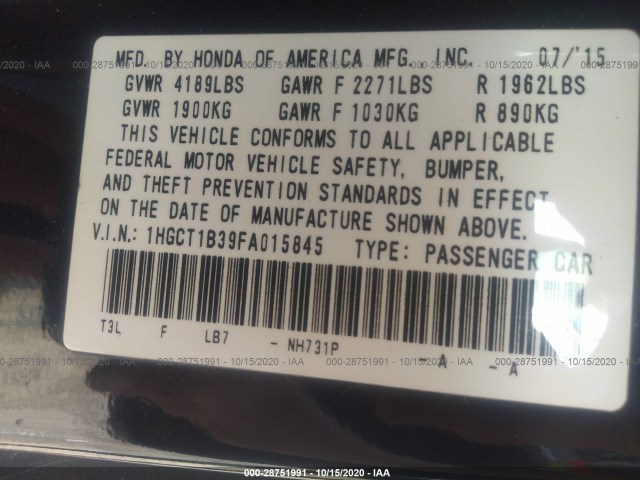 MFD. BY HONDA OF AMERICA MFG. INC. 07/'15
GVWR 4189LBS GAWR F 2271LBS R 1962LBS
GVWR 1900KG GAWR F 1030KG R 890KG
THIS VEHICLE CONFORMS TO ALL APPLICABLE
FEDERAL MOTOR VEHICLE SAFETY, BUMPER,
AND THEFT PREVENTION STANDARDS IN EFFECT
ON THE DATE OF MANUFACTURE SHOWN ABOVE.
V.I.N.: 1HGCT1B39FA015845 TYPE: PASSENGER CAR
T3L F LB7 - NH731P - A - A
000-28751991 - 10/15/2020 - IAA